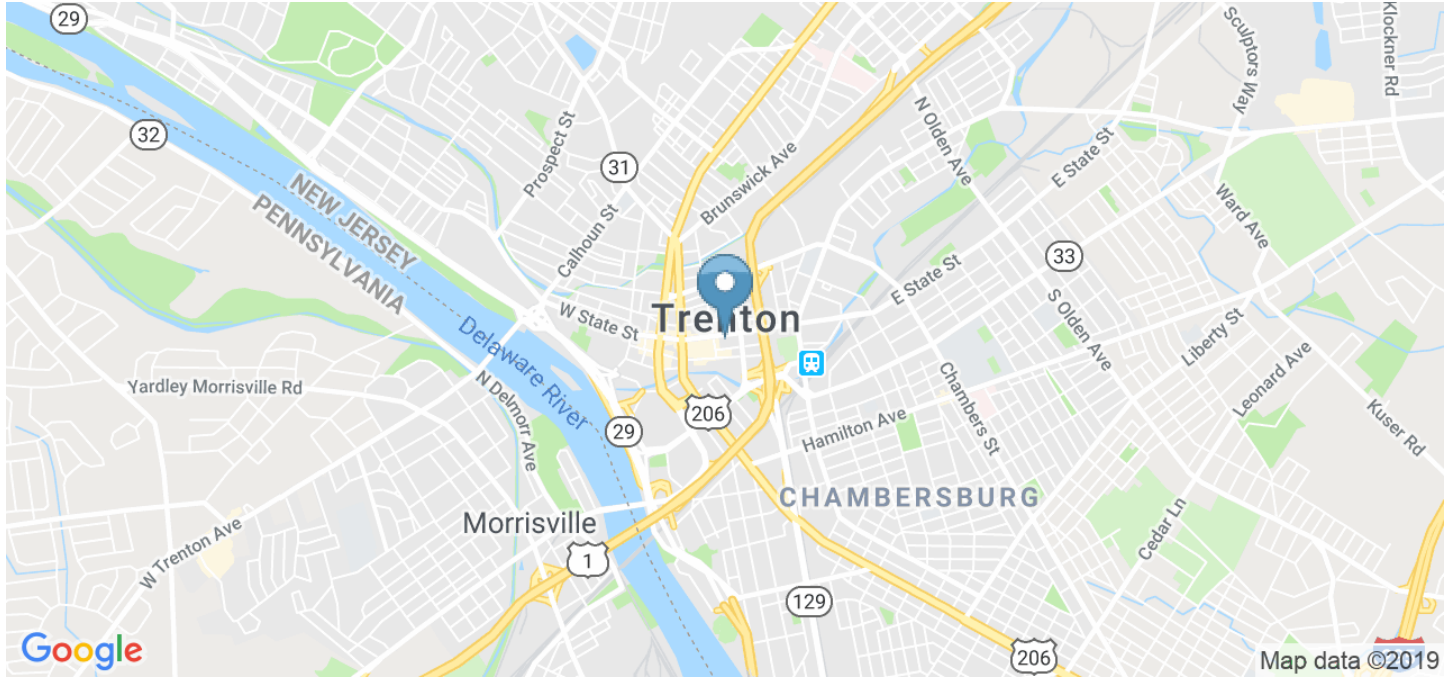 29
Sculptors Way
Klockner Rd
31
Prospect St
N Olden Ave
E State St
32
Brunswick Ave
NEW JERSEY
PENNSYLVANIA
Calhoun St
Ward Ave
33
E State St
W State St
Trenton
Delaware River
S Olden Ave
Liberty St
Yardley Morrisville Rd
N Delmorr Ave
Chambers St
Leonard Ave
Kuser Rd
206
29
Hamilton Ave
CHAMBERSBURG
Morrisville
W Trenton Ave
Cedar Ln
1
129
206
Google
Map data ©2019